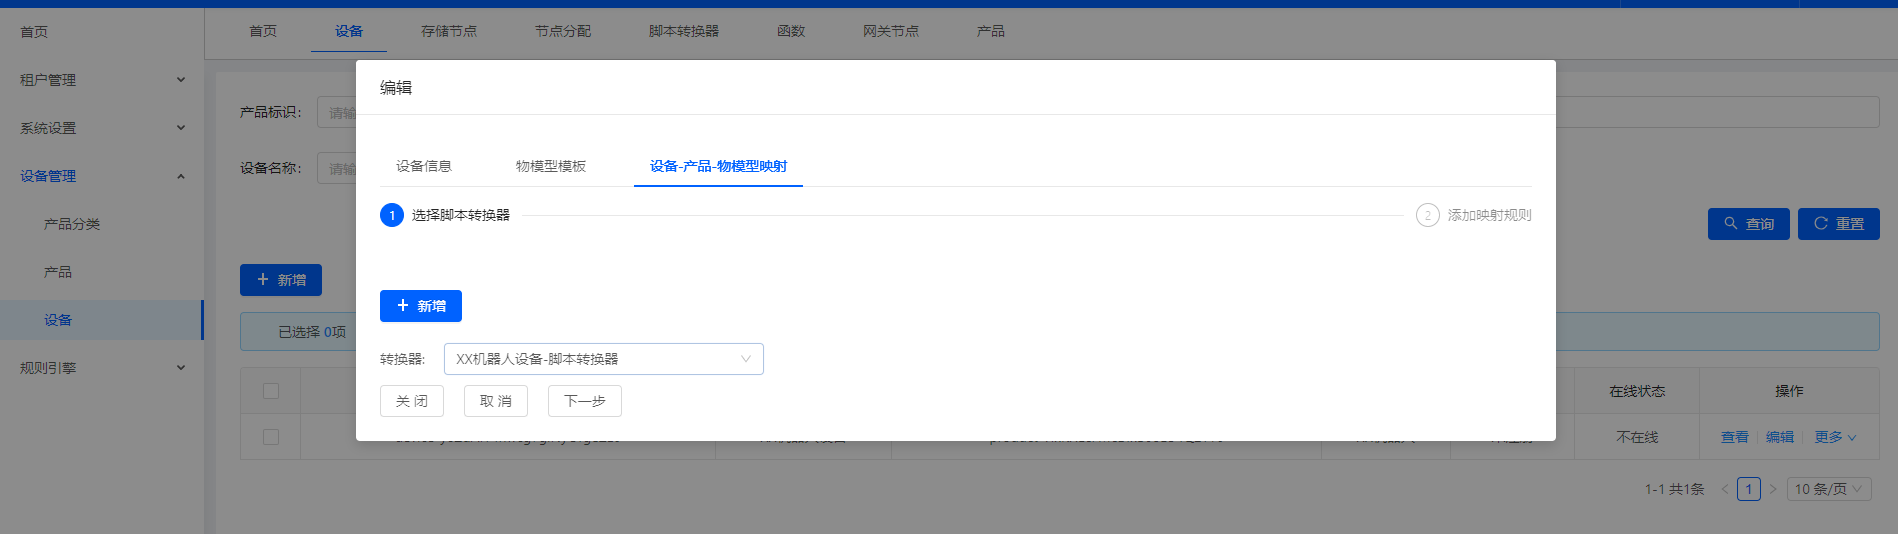 首页
租户管理
系统设置
设备管理
产品分类
产品
设备
规则引擎
首页 设备 存储节点 节点分配 脚本转换器 函数 网关节点 产品
产品标识: 请输
设备名称: 请输
查询 重置
新增
已选择 0项
编辑
设备信息 物模型模板 设备-产品-物模型映射
1 选择脚本转换器 2 添加映射规则
新增
转换器: XX机器人设备-脚本转换器
关 闭 取 消 下一步
在线状态 操作
不在线 查看 编辑 更多
1-1 共1条 1 10 条/页